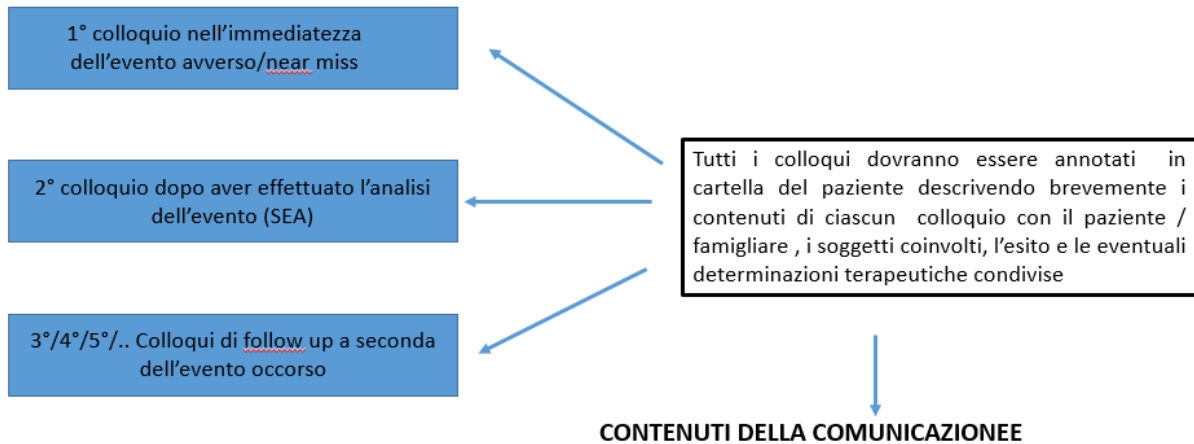 1° colloquio nell’immediatezza
dell’evento avverso/near miss
2° colloquio dopo aver effettuato l’analisi
dell’evento (SEA)
3°/4°/5°/.. Colloqui di follow up a seconda
dell’evento occorso
Tutti i colloqui dovranno essere annotati in
cartella del paziente descrivendo brevemente i
contenuti di ciascun colloquio con il paziente /
famigliare , i soggetti coinvolti, l’esito e le eventuali
determinazioni terapeutiche condivise
CONTENUTI DELLA COMUNICAZIONEE